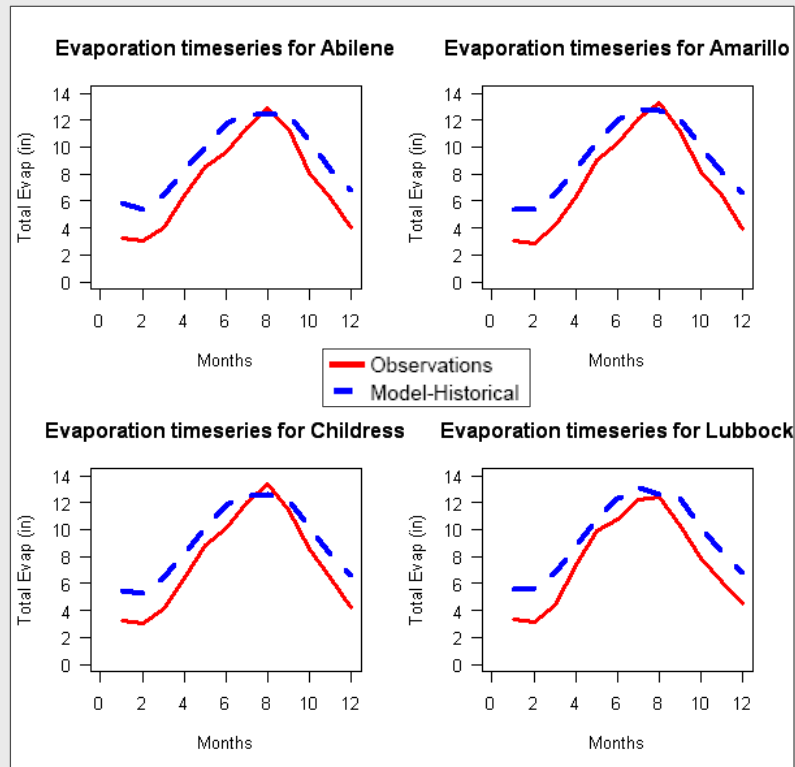 Evaporation timeseries for Abilene
Total Evap (in)
14
12
10
8
6
4
2
0
0 2 4 6 8 10 12
Months
Evaporation timeseries for Amarillo
Total Evap (in)
14
12
10
8
6
4
2
0
0 2 4 6 8 10 12
Months
Observations
Model-Historical
Evaporation timeseries for Childress
Total Evap (in)
14
12
10
8
6
4
2
0
0 2 4 6 8 10 12
Months
Evaporation timeseries for Lubbock
Total Evap (in)
14
12
10
8
6
4
2
0
0 2 4 6 8 10 12
Months